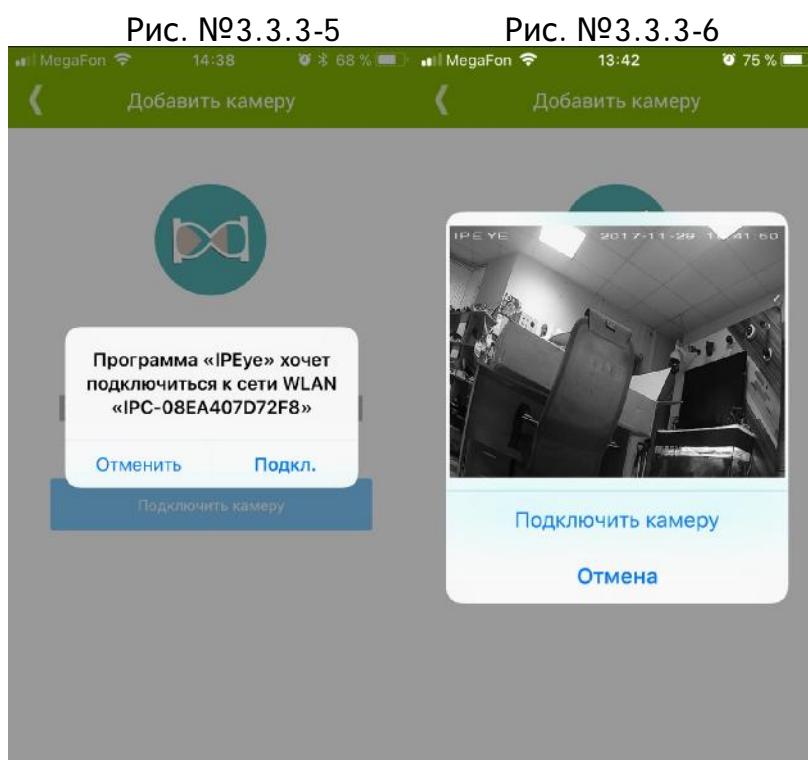 Рис. №3.3.3-5
Рис. №3.3.3-6
MegaFon 14:38 68 %
MegaFon 13:42 75 %
Добавить камеру
Добавить камеру
Программа «IPEye» хочет
подключиться к сети WLAN
«IPC-08EA407D72F8»
Отменить Подкл.
Подключить камеру
IPEYE 2017-11-29
Подключить камеру
Отмена